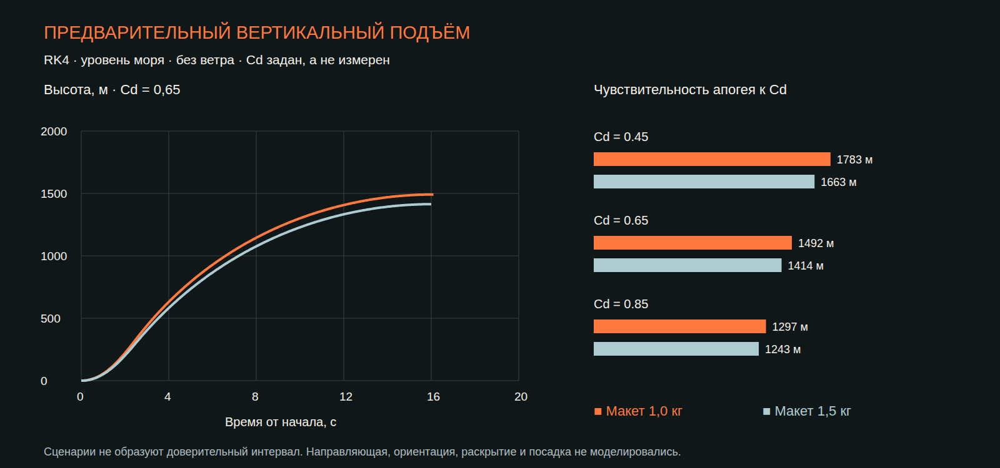 ПРЕДВАРИТЕЛЬНЫЙ ВЕРТИКАЛЬНЫЙ ПОДЪЁМ
RK4 · уровень моря · без ветра · Cd задан, а не измерен
Высота, м · Cd = 0,65
2000
1500
1000
500
0
0 4 8 12 16 20
Время от начала, с
Чувствительность апогея к Cd
Cd = 0.45
1783 м
1663 м
Cd = 0.65
1492 м
1414 м
Cd = 0.85
1297 м
1243 м
■ Макет 1,0 кг ■ Макет 1,5 кг
Сценарии не образуют доверительный интервал. Направляющая, ориентация, раскрытие и посадка не моделировались.